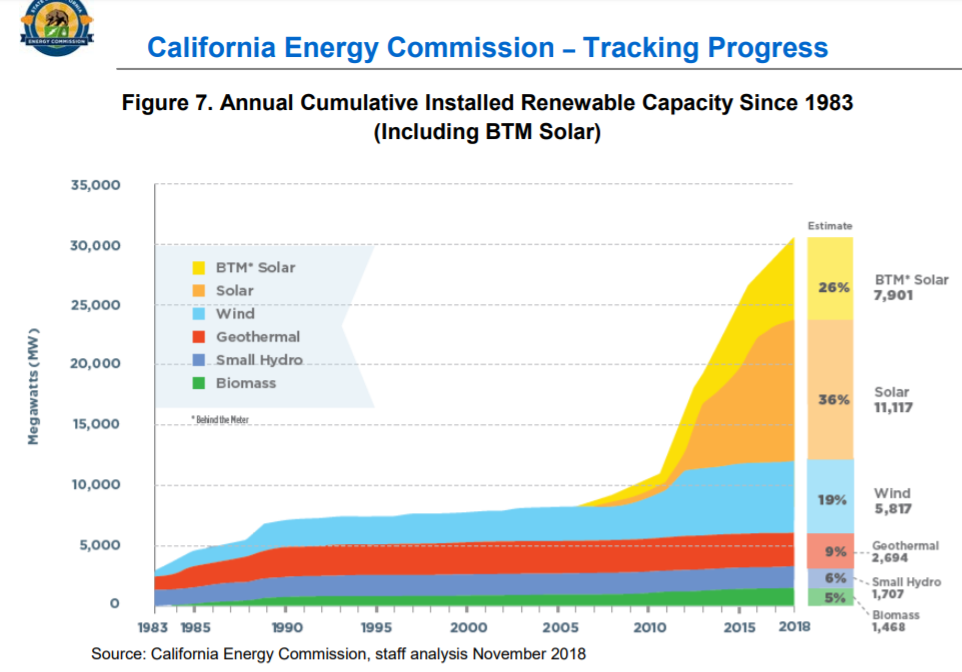 ENERGY COMMISSION
California Energy Commission – Tracking Progress
Figure 7. Annual Cumulative Installed Renewable Capacity Since 1983
(Including BTM Solar)
35,000
30,000
25,000
20,000
15,000
10,000
5,000
0
Megawatts (MW)
BTM* Solar
Solar
Wind
Geothermal
Small Hydro
Biomass
* Behind the Meter
1983 1985 1990 1995 2000 2005 2010 2015 2018
Estimate
26%
BTM* Solar
7,901
36%
Solar
11,117
19%
Wind
5,817
9%
Geothermal
2,694
6%
Small Hydro
1,707
5%
Biomass
1,468
Source: California Energy Commission, staff analysis November 2018